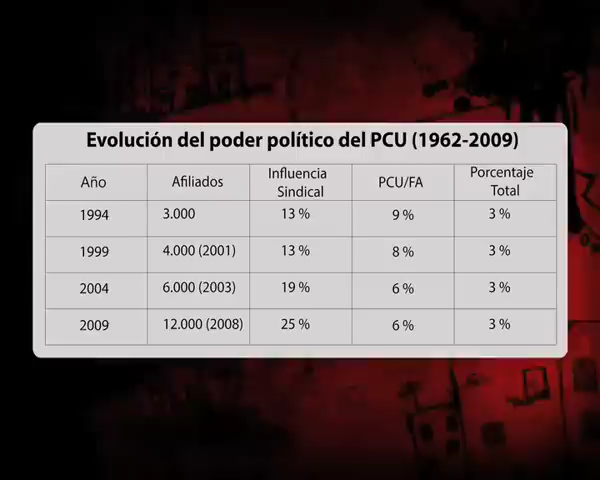 Evolución del poder político del PCU (1962-2009)
Año Afiliados Influencia Sindical PCU/FA Porcentaje Total
1994 3.000 13 % 9 % 3 %
1999 4.000 (2001) 13 % 8 % 3 %
2004 6.000 (2003) 19 % 6 % 3 %
2009 12.000 (2008) 25 % 6 % 3 %